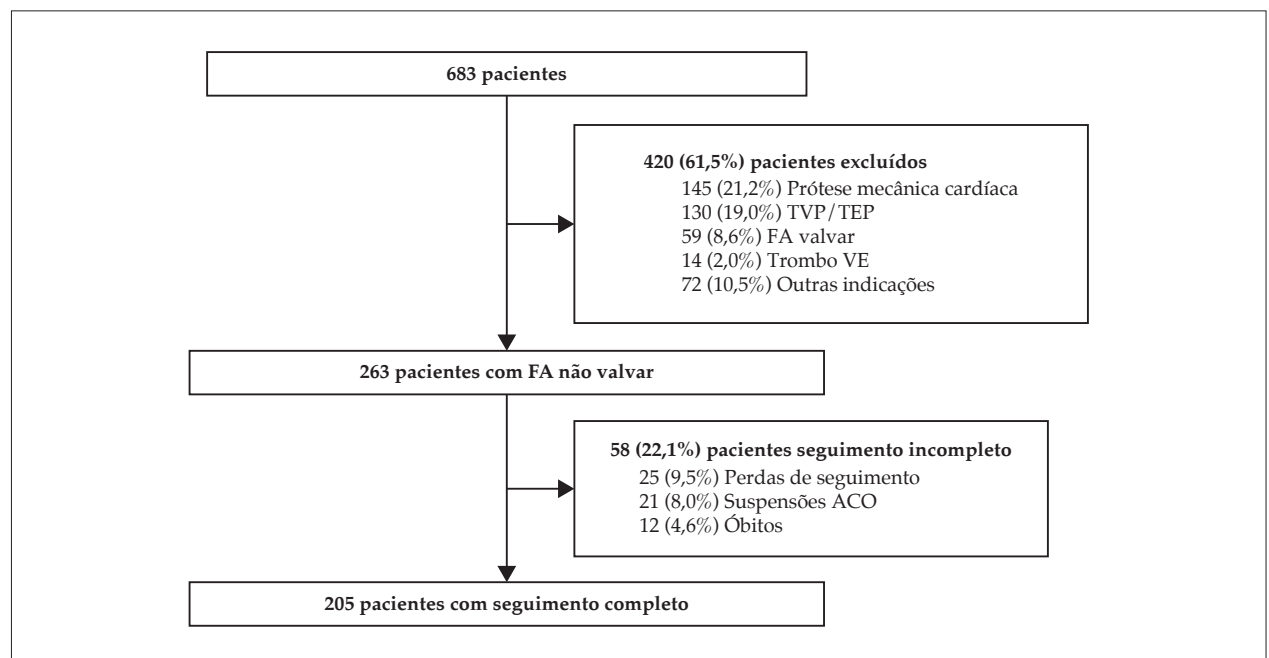 683 pacientes
420 (61,5%) pacientes excluídos
145 (21,2%) Prótese mecânica cardíaca
130 (19,0%) TVP/TEP
59 (8,6%) FA valvar
14 (2,0%) Trombo VE
72 (10,5%) Outras indicações
263 pacientes com FA não valvar
58 (22,1%) pacientes seguimento incompleto
25 (9,5%) Perdas de seguimento
21 (8,0%) Suspensões ACO
12 (4,6%) Óbitos
205 pacientes com seguimento completo